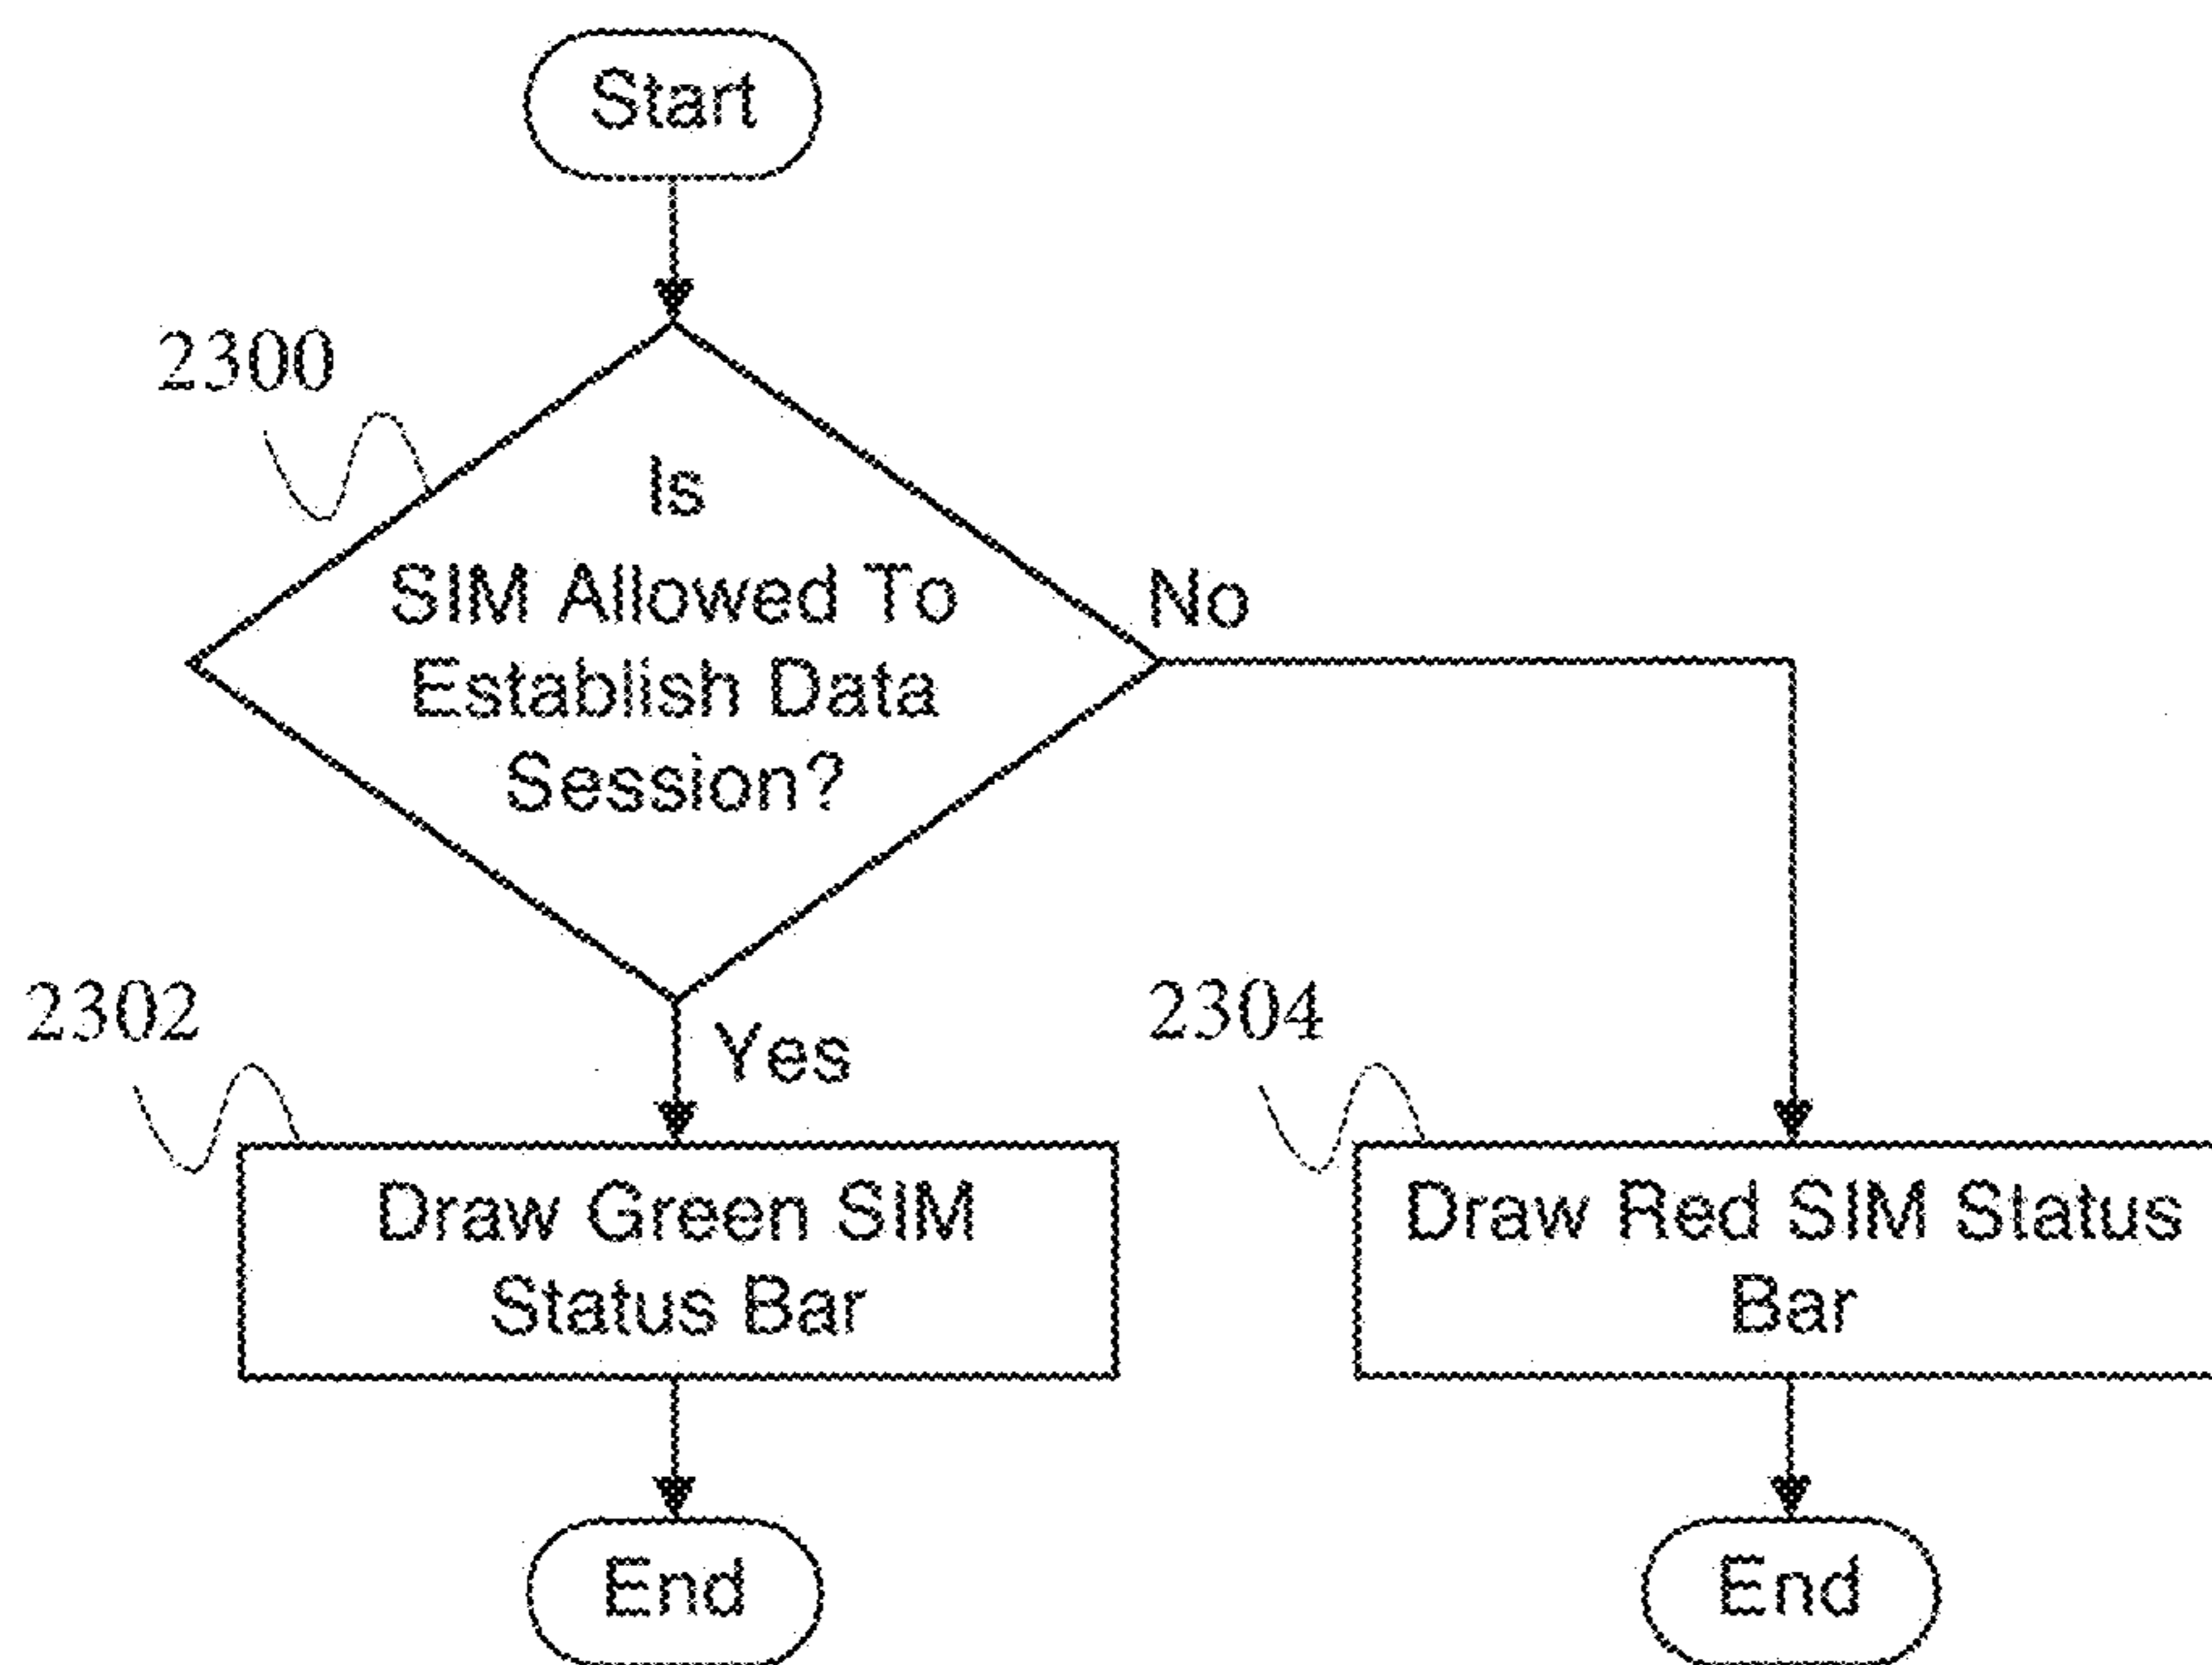 Start
2300
Is
SIM Allowed To
Establish Data
Session?
No
Yes
2302
Draw Green SIM
Status Bar
2304
Draw Red SIM Status
Bar
End
End